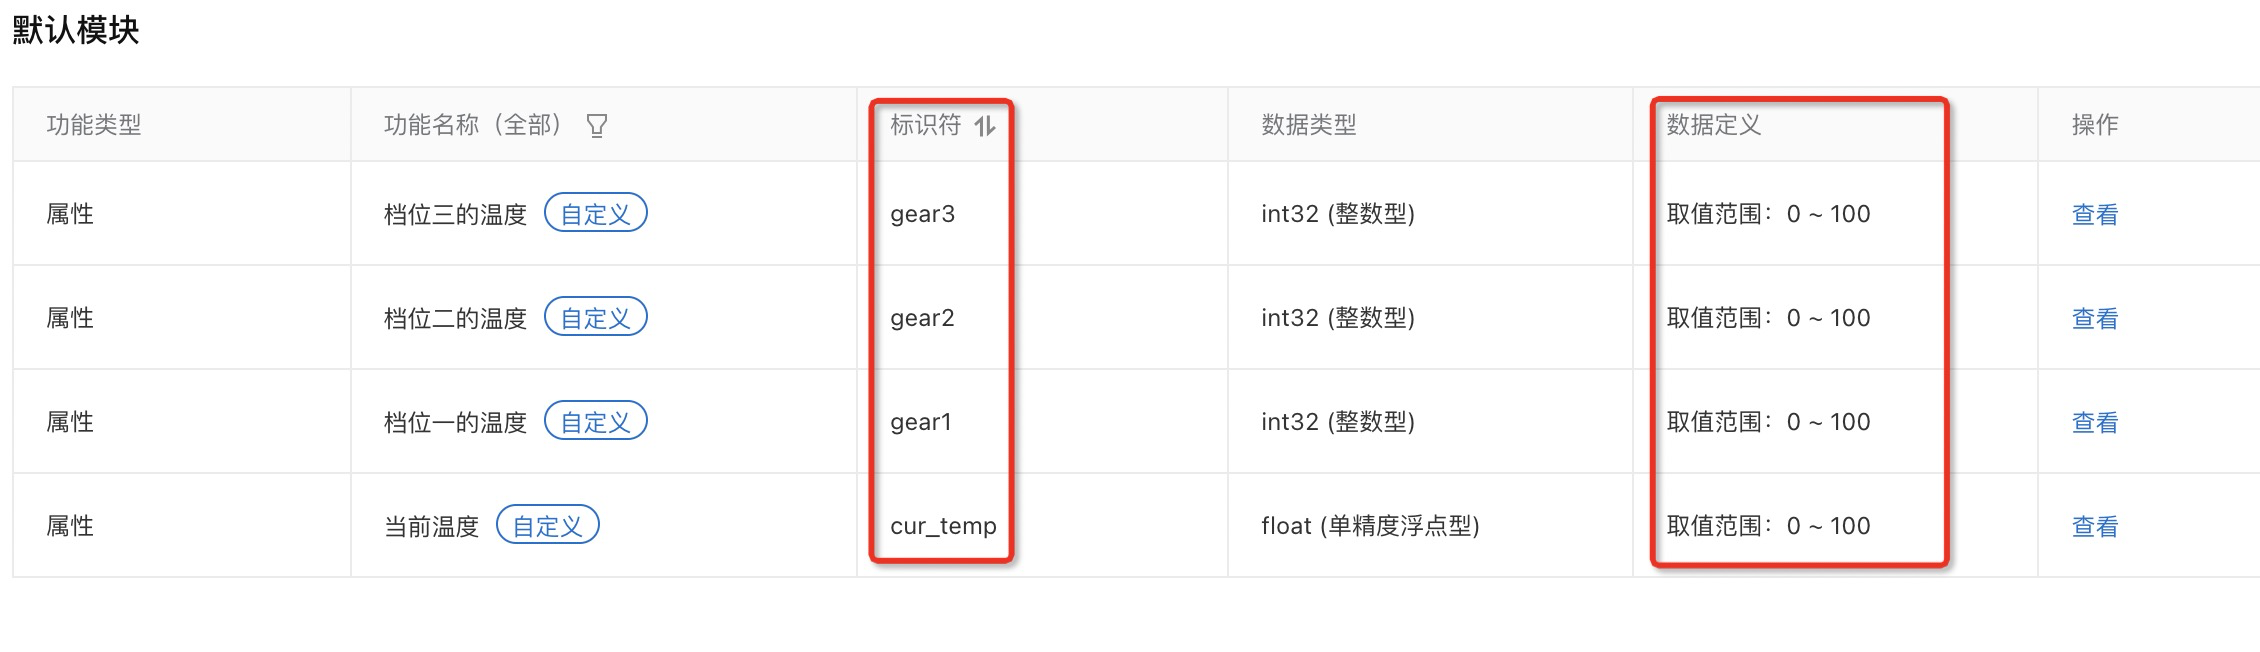 默认模块
功能类型 功能名称（全部） 标识符 数据类型 数据定义 操作
属性 档位三的温度 自定义 gear3 int32 (整数型) 取值范围：0 ~ 100 查看
属性 档位二的温度 自定义 gear2 int32 (整数型) 取值范围：0 ~ 100 查看
属性 档位一的温度 自定义 gear1 int32 (整数型) 取值范围：0 ~ 100 查看
属性 当前温度 自定义 cur_temp float (单精度浮点型) 取值范围：0 ~ 100 查看